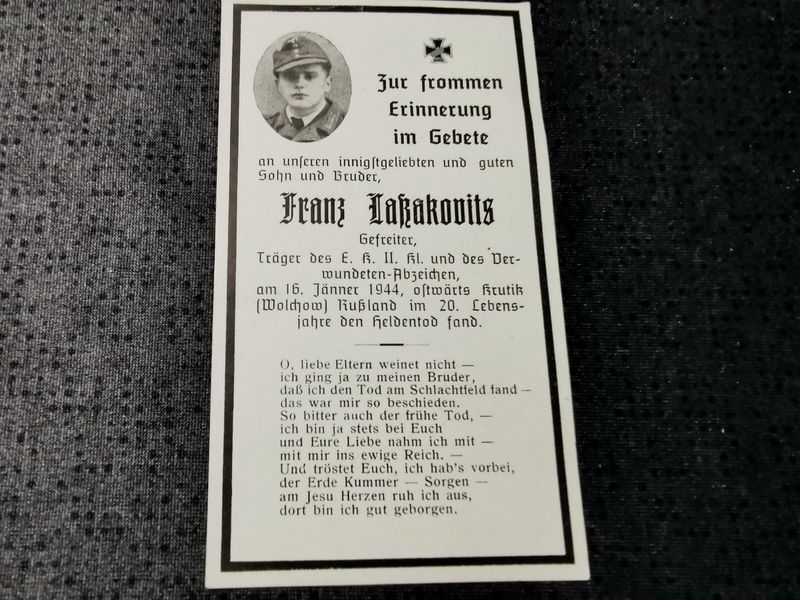 Zur frommen
Erinnerung
im Gebete
an unseren innigstgeliebten und guten
Sohn und Bruder,
Franz Laßakovits
Gefreiter,
Träger des E. K. II. Kl. und des Ver-
wundeten-Abzeichen,
am 16. Jänner 1944, ostwärts Krutik
(Wolchow) Rußland im 20. Lebens-
jahre den Heldentod fand.
O, liebe Eltern weinet nicht —
ich ging ja zu meinen Bruder,
daß ich den Tod am Schlachtfeld fand —
das war mir so beschieden.
So bitter auch der frühe Tod, —
ich bin ja stets bei Euch
und Eure Liebe nahm ich mit —
mit mir ins ewige Reich. —
Und tröstet Euch, ich hab's vorbei,
der Erde Kummer — Sorgen —
am Jesu Herzen ruh ich aus,
dort bin ich gut geborgen.